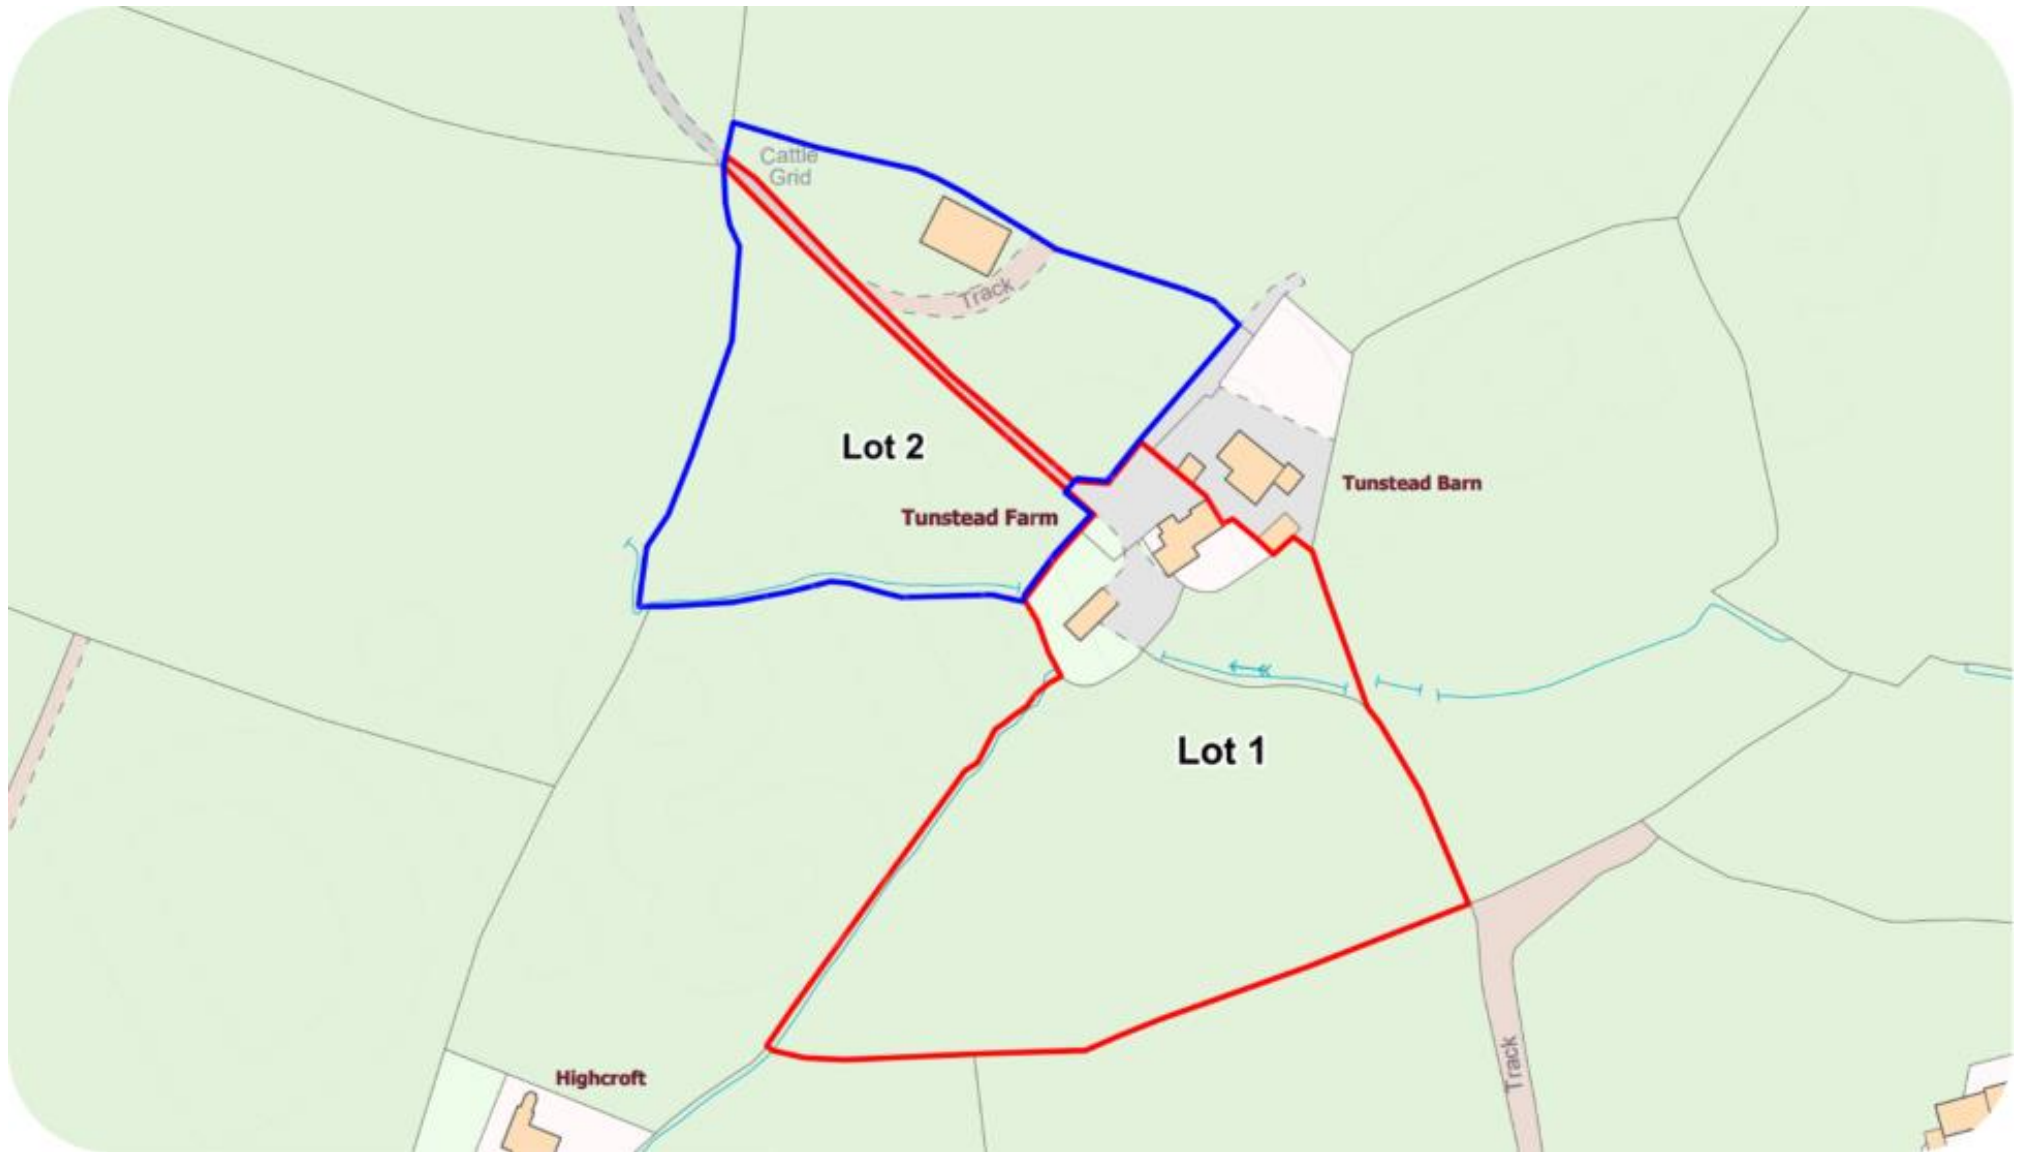 Cattle
Grid
Track
Lot 2
Tunstead Barn
Tunstead Farm
Lot 1
Track
Highcroft